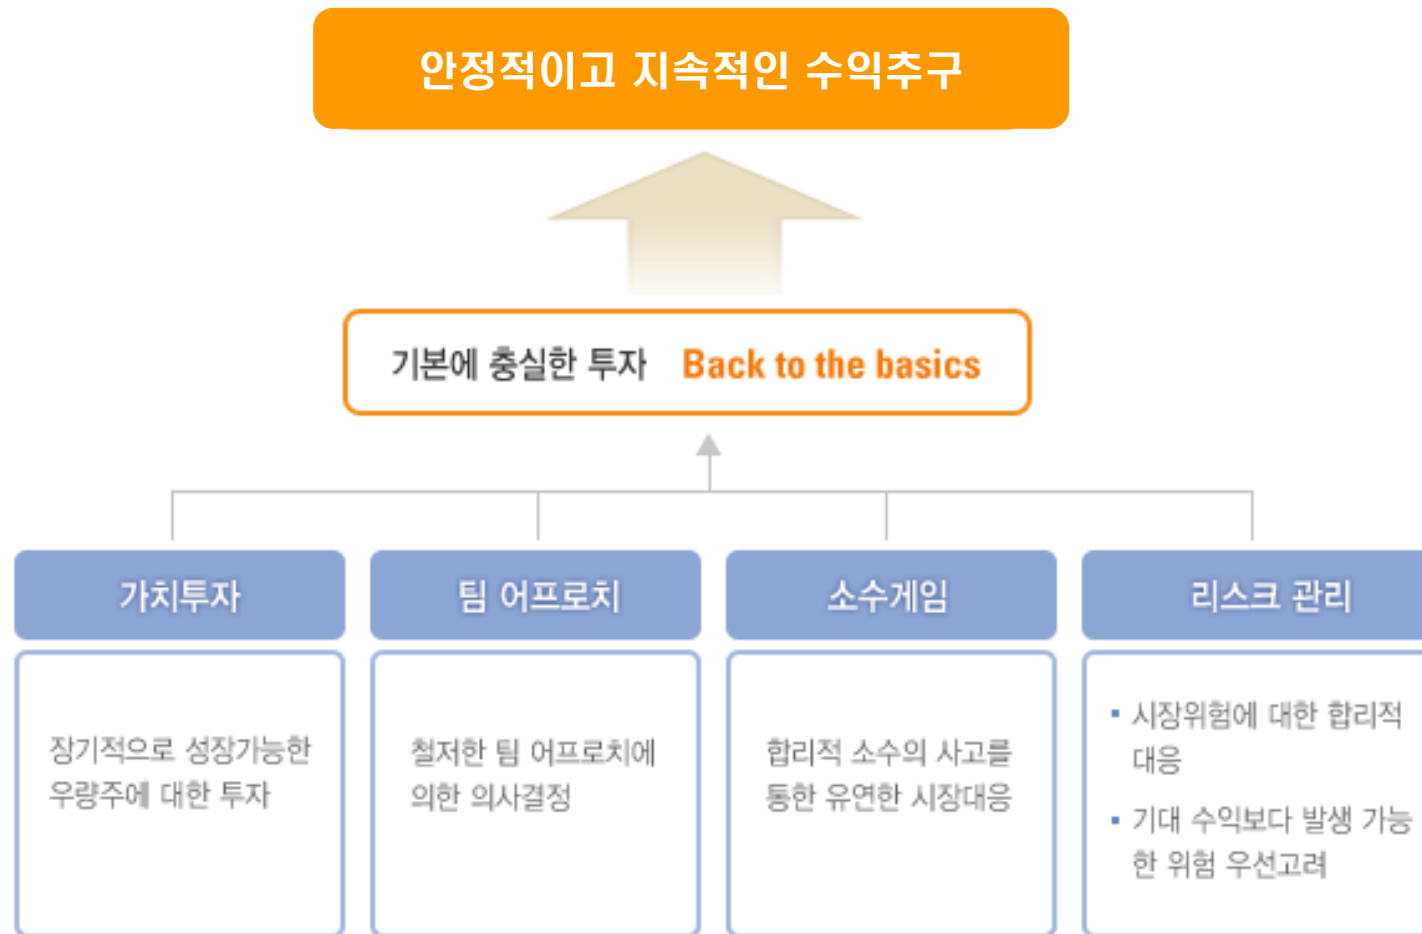 안정적이고 지속적인 수익추구
기본에 충실한 투자 Back to the basics
가치투자
팀 어프로치
소수게임
리스크 관리
장기적으로 성장가능한
우량주에 대한 투자
철저한 팀 어프로치에
의한 의사결정
합리적 소수의 사고를
통한 유연한 시장대응
▪ 시장위험에 대한 합리적
대응
▪ 기대 수익보다 발생 가능
한 위험 우선고려